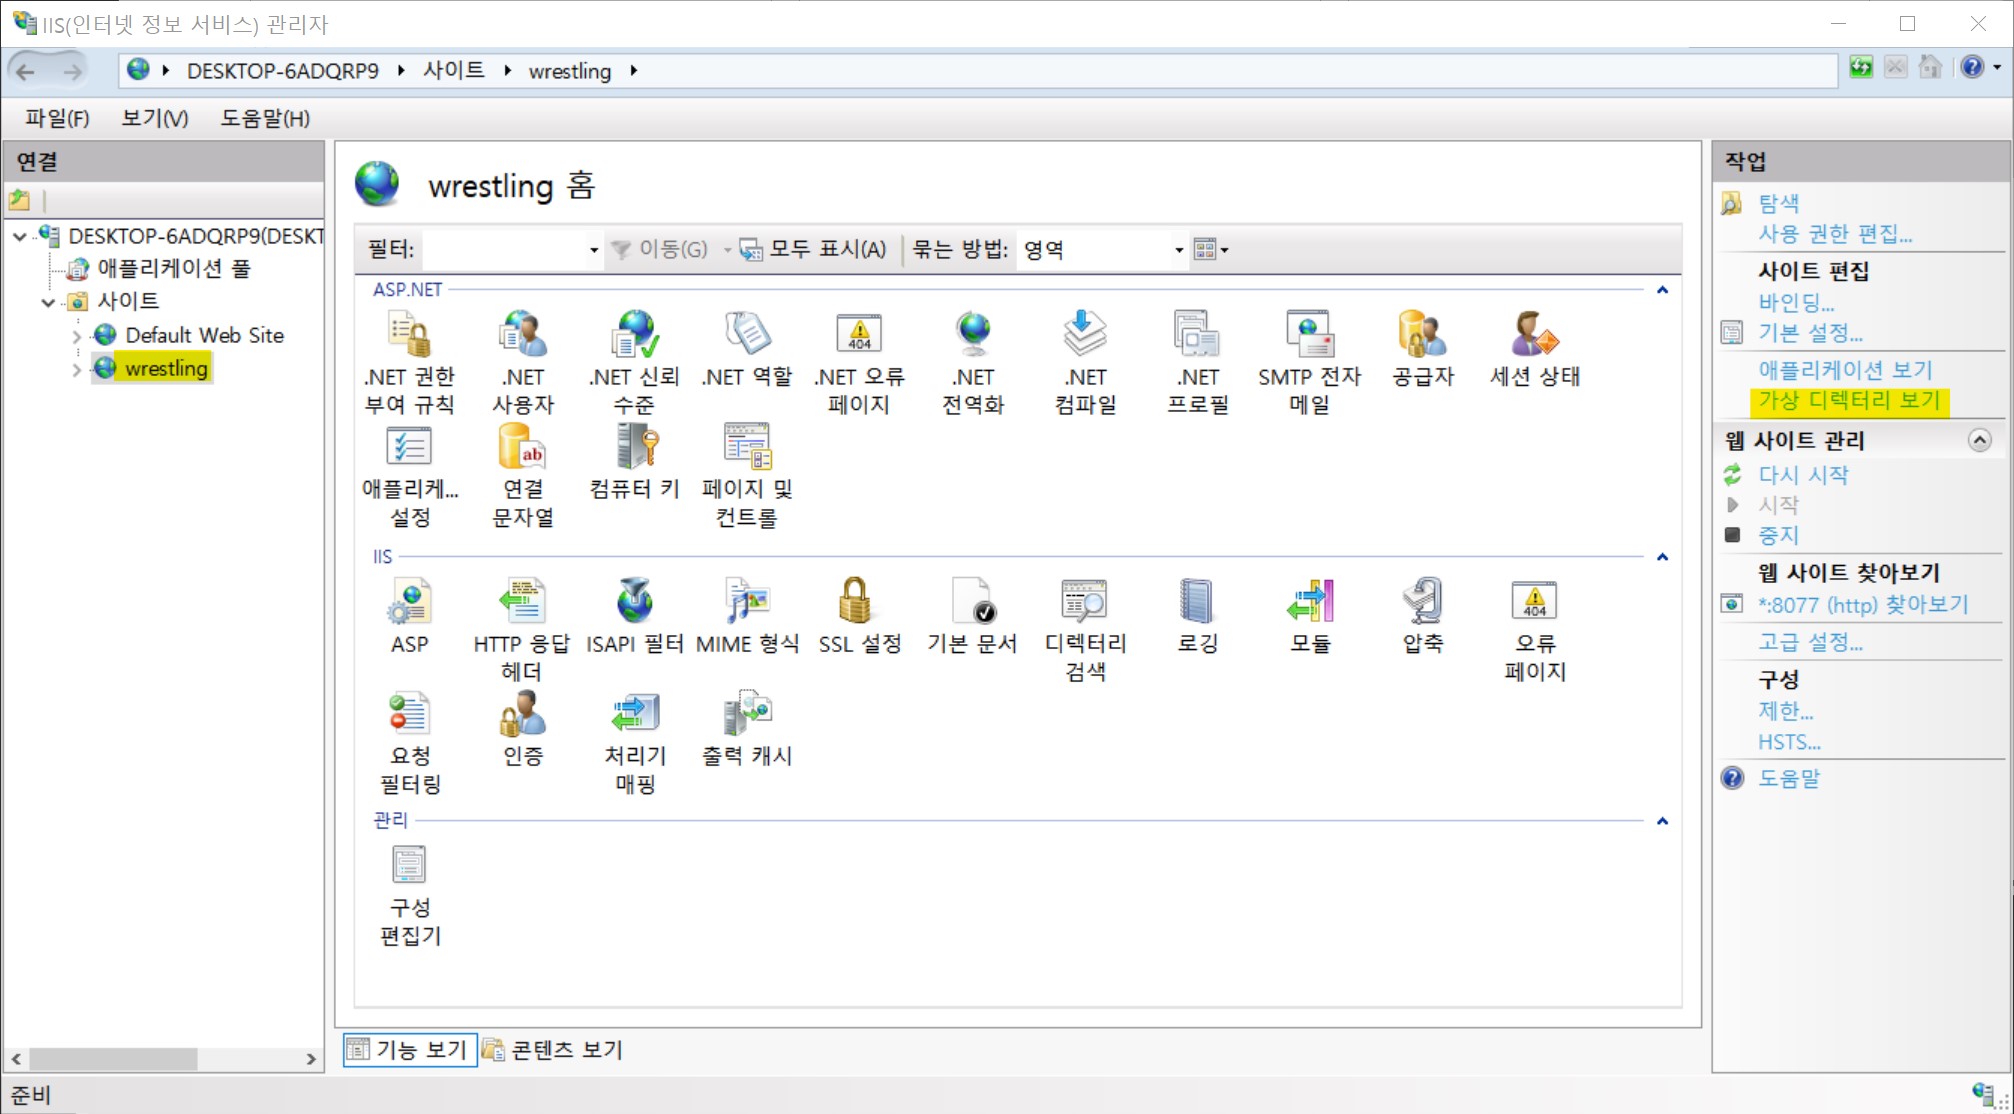 IIS(인터넷 정보 서비스) 관리자
DESKTOP-6ADQRP9 사이트 wrestling
파일(F) 보기(V) 도움말(H)
연결
DESKTOP-6ADQRP9(DESKT
애플리케이션 풀
사이트
Default Web Site
wrestling
wrestling 홈
필터: 이동(G) 모두 표시(A) 묶는 방법: 영역
ASP.NET
.NET 권한 부여 규칙
.NET 사용자
.NET 신뢰 수준
.NET 역할
.NET 오류 페이지
.NET 전역화
.NET 컴파일
.NET 프로필
SMTP 전자 메일
공급자
세션 상태
애플리케... 설정
연결 문자열
컴퓨터 키
페이지 및 컨트롤
IIS
ASP
HTTP 응답 헤더
ISAPI 필터
MIME 형식
SSL 설정
기본 문서
디렉터리 검색
로깅
모듈
압축
오류 페이지
요청 필터링
인증
처리기 매핑
출력 캐시
관리
구성 편집기
기능 보기 콘텐츠 보기
작업
탐색
사용 권한 편집...
사이트 편집
바인딩...
기본 설정...
애플리케이션 보기
가상 디렉터리 보기
웹 사이트 관리
다시 시작
시작
중지
웹 사이트 찾아보기
*:8077 (http) 찾아보기
고급 설정...
구성
제한...
HSTS...
도움말
준비